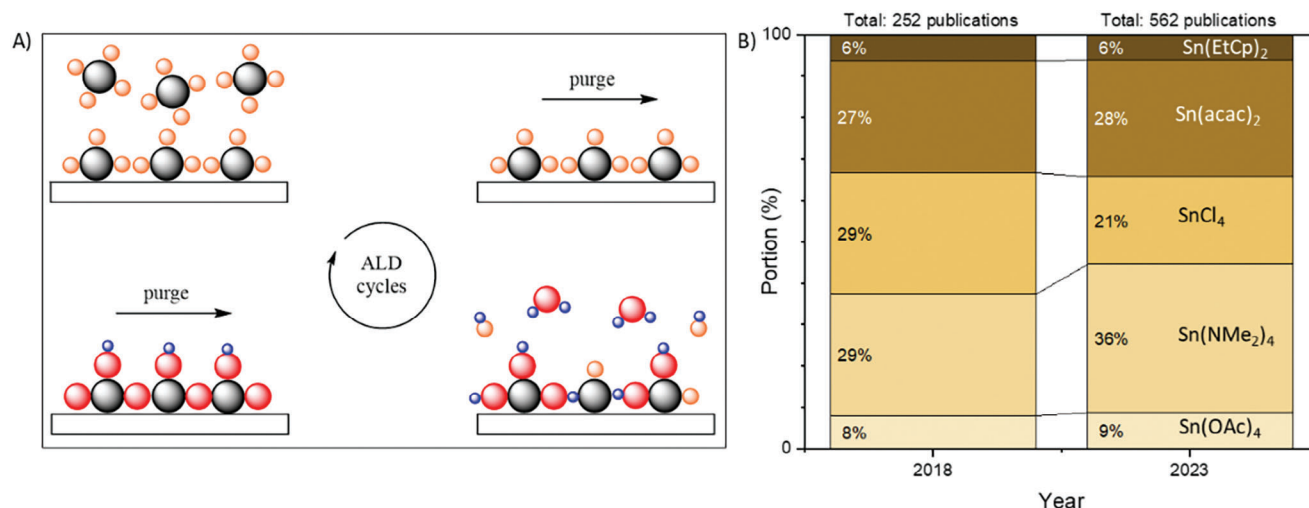 A)
purge
ALD
cycles
purge
B)
Total: 252 publications
Total: 562 publications
100
0
Portion (%)
6%
27%
29%
29%
8%
6%
Sn(EtCp)₂
28%
Sn(acac)₂
21%
SnCl₄
36%
Sn(NMe₂)₄
9%
Sn(OAc)₄
2018
2023
Year